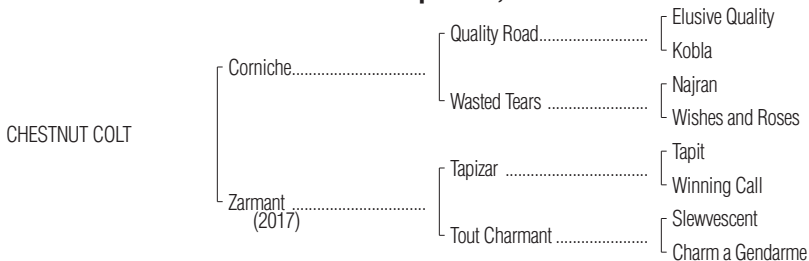 Elusive Quality
Quality Road
Kobla
Corniche
Najran
Wasted Tears
Wishes and Roses
CHESTNUT COLT
Tapit
Tapizar
Winning Call
Zarmant
(2017)
Slewvescent
Tout Charmant
Charm a Gendarme